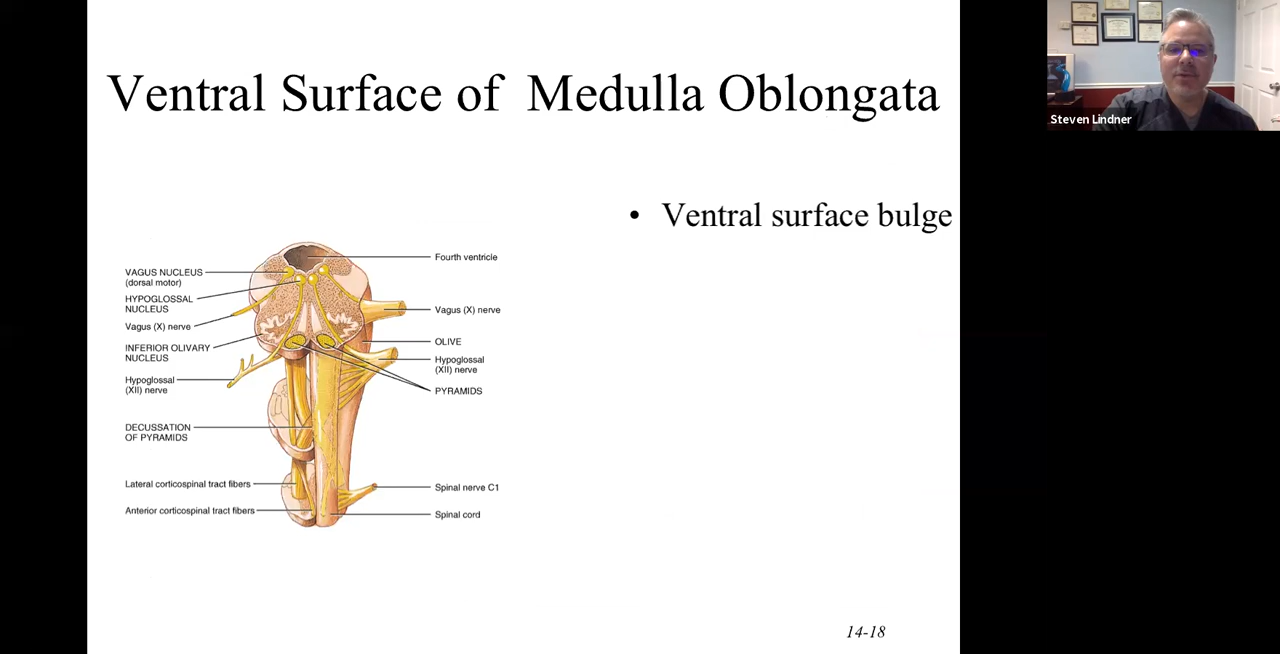 Ventral Surface of Medulla Oblongata
Steven Lindner
• Ventral surface bulge
Fourth ventricle
VAGUS NUCLEUS
(dorsal motor)
HYPOGLOSSAL
NUCLEUS
Vagus (X) nerve
Vagus (X) nerve
INFERIOR OLIVARY
NUCLEUS
OLIVE
Hypoglossal
(XII) nerve
Hypoglossal
(XII) nerve
PYRAMIDS
DECUSSATION
OF PYRAMIDS
Lateral corticospinal tract fibers
Spinal nerve C1
Anterior corticospinal tract fibers
Spinal cord
14-18